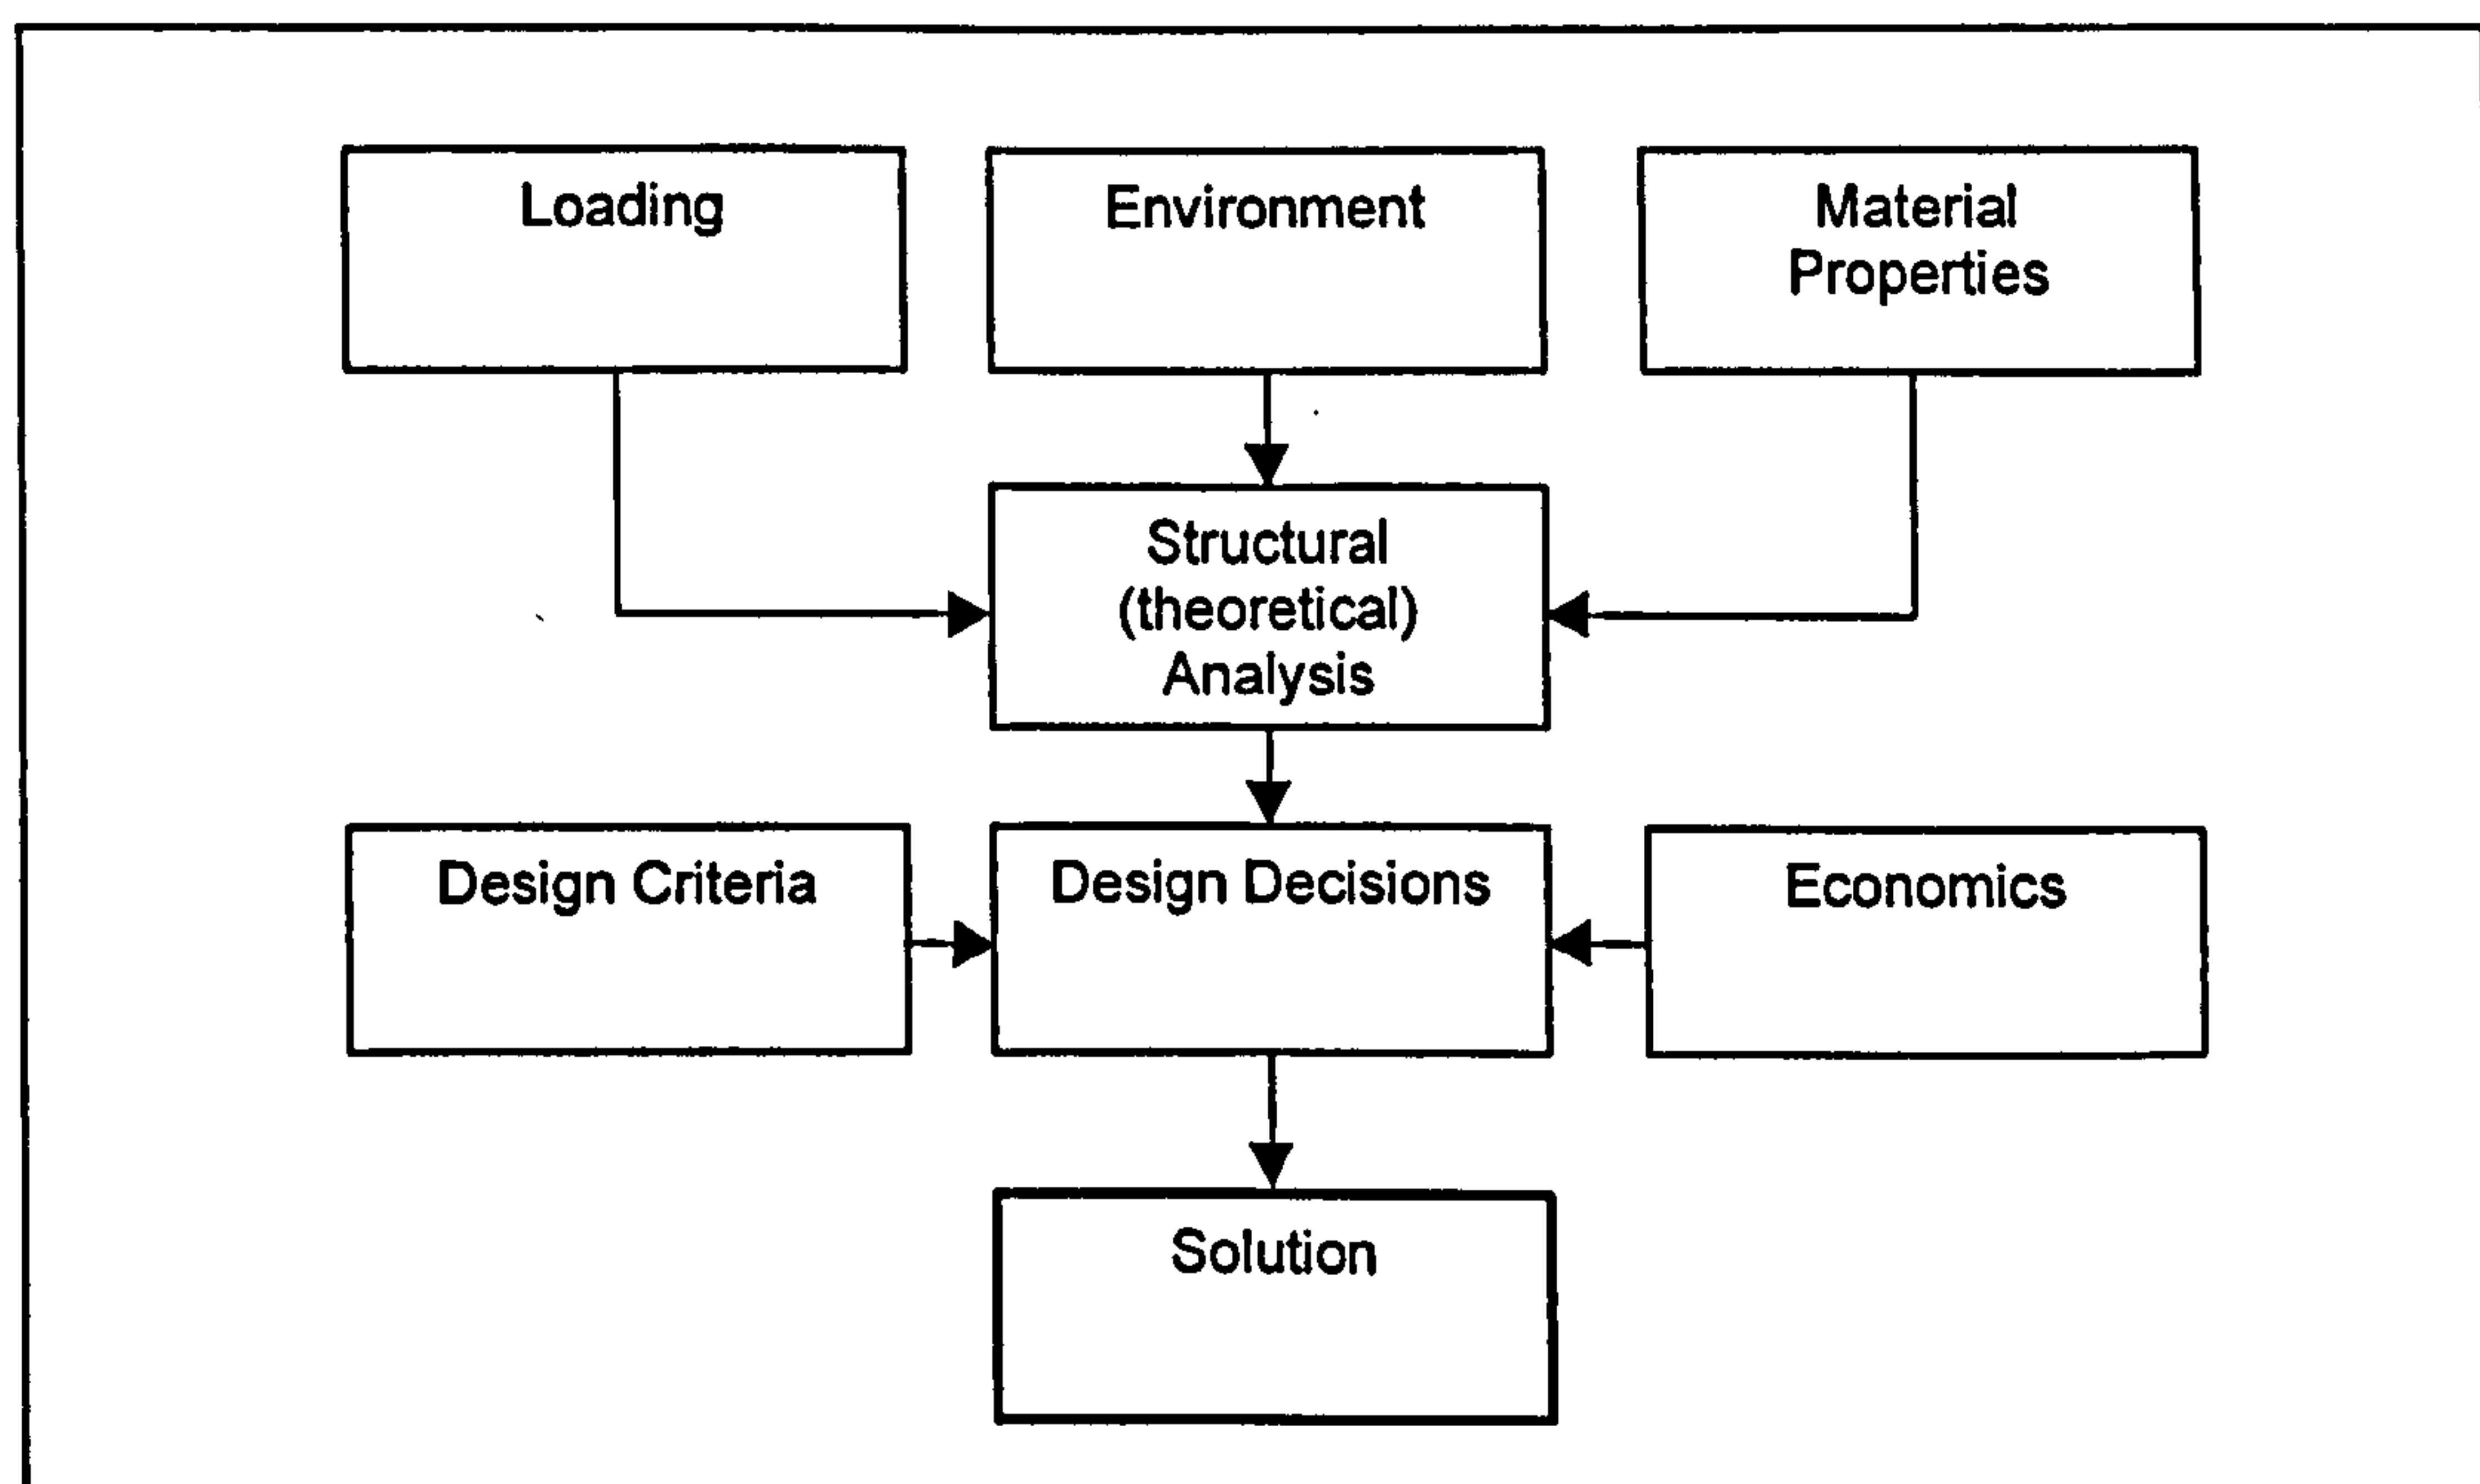 Loading
Environment
Material
Properties
Structural
(theoretical)
Analysis
Design Criteria
Design Decisions
Economics
Solution